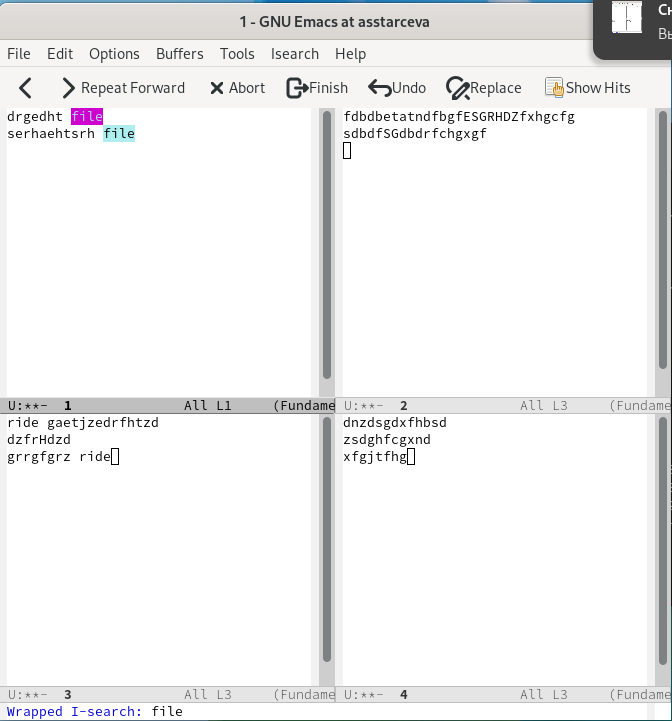 1 - GNU Emacs at asstarceva
Сн
Вы
File Edit Options Buffers Tools Isearch Help
Repeat Forward Abort Finish Undo Replace Show Hits
drgedht file
serhaehtsrh file
fdbdbetatndfbgfESGRHDZfxhgcfg
sdbdfSGdbdrfchgxgf
U:**- 1 All L1 (Fundame
U:**- 2 All L3 (Fundame
ride gaetjzedrfhtzd
dzfrHdzd
grrgfgrz ride
dnzdsgdxfhbsd
zsdghfcgxnd
xfgjtfhg
U:**- 3 All L3 (Fundame
U:**- 4 All L3 (Fundame
Wrapped I-search: file